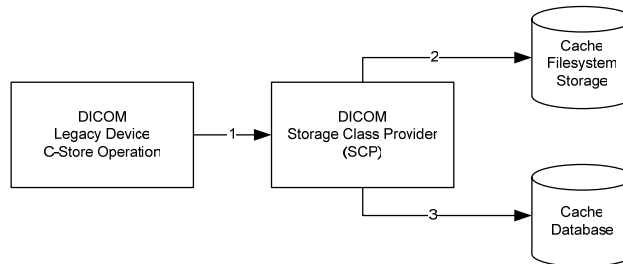 DICOM
Legacy Device
C-Store Operation
1
DICOM
Storage Class Provider
(SCP)
2
Cache
Filesystem
Storage
3
Cache
Database